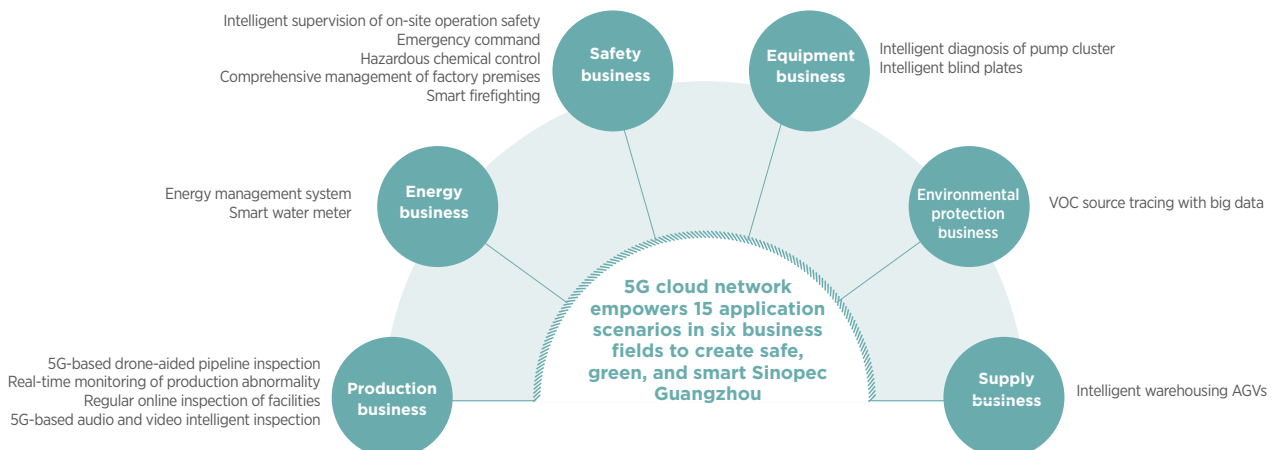 Intelligent supervision of on-site operation safety
Emergency command
Hazardous chemical control
Comprehensive management of factory premises
Smart firefighting
Safety
business
Equipment
business
Intelligent diagnosis of pump cluster
Intelligent blind plates
Energy management system
Smart water meter
Energy
business
Environmental
protection
business
VOC source tracing with big data
5G cloud network
empowers 15 application
scenarios in six business
fields to create safe,
green, and smart Sinopec
Guangzhou
5G-based drone-aided pipeline inspection
Real-time monitoring of production abnormality
Regular online inspection of facilities
5G-based audio and video intelligent inspection
Production
business
Supply
business
Intelligent warehousing AGVs